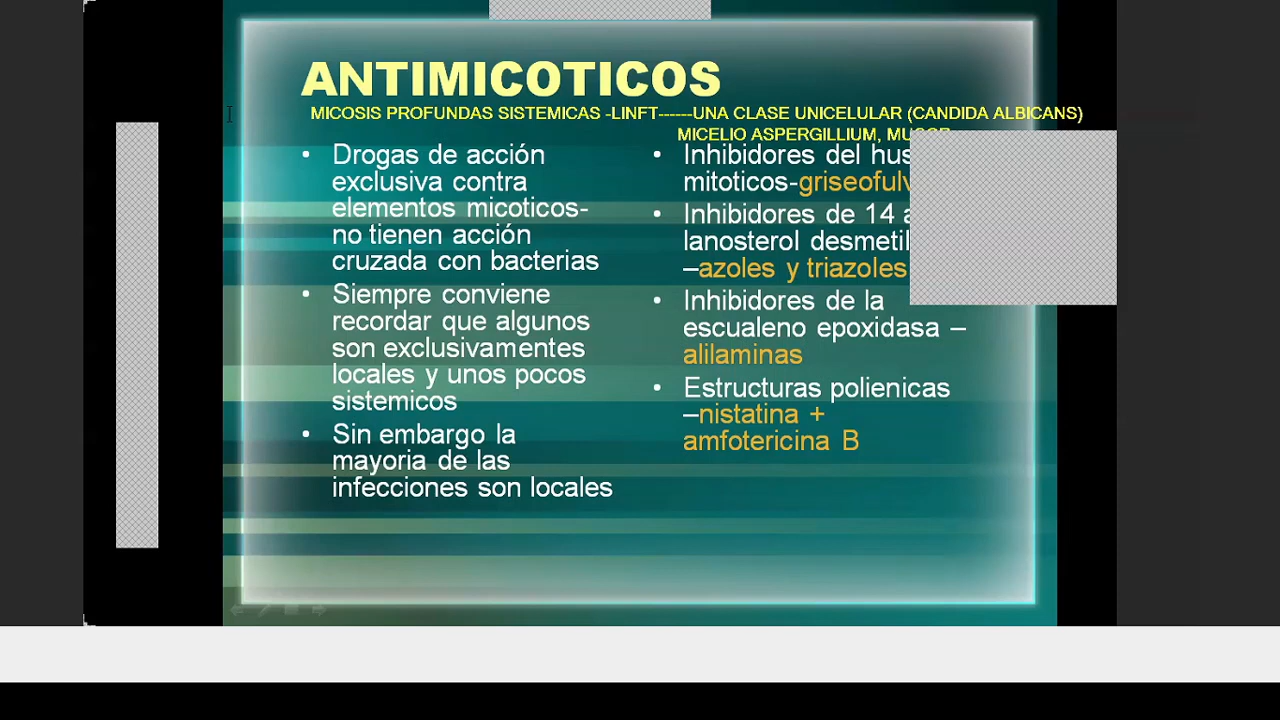 ANTIMICOTICOS
MICOSIS PROFUNDAS SISTEMICAS -LINFT------UNA CLASE UNICELULAR (CANDIDA ALBICANS)
MICELIO ASPERGILLIUM,
• Drogas de acción
exclusiva contra
elementos micoticos-
no tienen acción
cruzada con bacterias
• Siempre conviene
recordar que algunos
son exclusivamentes
locales y unos pocos
sistemicos
• Sin embargo la
mayoria de las
infecciones son locales
• Inhibidores del
mitoticos-
• Inhibidores de 14
lanosterol
–azoles y triazoles
• Inhibidores de la
escualeno epoxidasa –
alilaminas
• Estructuras polienicas
–nistatina +
amfotericina B